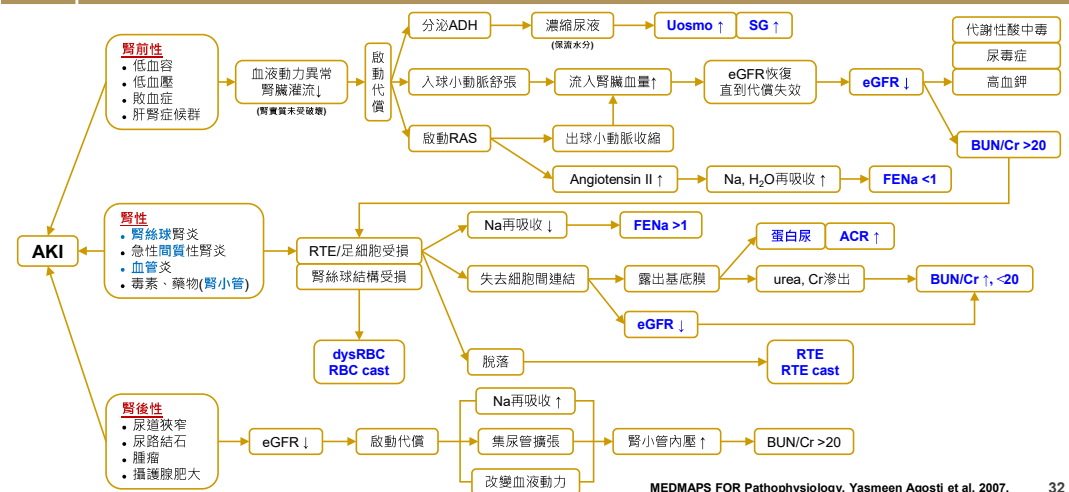 腎前性
• 低血容
• 低血壓
• 敗血症
• 肝腎症候群
血液動力異常
腎臟灌流↓
(腎實質未受破壞)
啟動代償
分泌ADH
濃縮尿液
(保流水分)
Uosmo ↑
SG ↑
入球小動脈舒張
流入腎臟血量↑
eGFR恢復
直到代償失效
eGFR ↓
代謝性酸中毒
尿毒症
高血鉀
BUN/Cr >20
啟動RAS
出球小動脈收縮
Angiotensin II ↑
Na, H₂O再吸收 ↑
FENa <1
AKI
腎性
• 腎絲球腎炎
• 急性間質性腎炎
• 血管炎
• 毒素、藥物(腎小管)
RTE/足細胞受損
腎絲球結構受損
dysRBC
RBC cast
Na再吸收 ↓
FENa >1
失去細胞間連結
露出基底膜
蛋白尿
ACR ↑
urea, Cr滲出
BUN/Cr ↑, <20
eGFR ↓
脫落
RTE
RTE cast
腎後性
• 尿道狹窄
• 尿路結石
• 腫瘤
• 攝護腺肥大
eGFR ↓
啟動代償
Na再吸收 ↑
集尿管擴張
改變血液動力
腎小管內壓 ↑
BUN/Cr >20
MEDMAPS FOR Pathophysiology. Yasmeen Agosti et al. 2007.
32